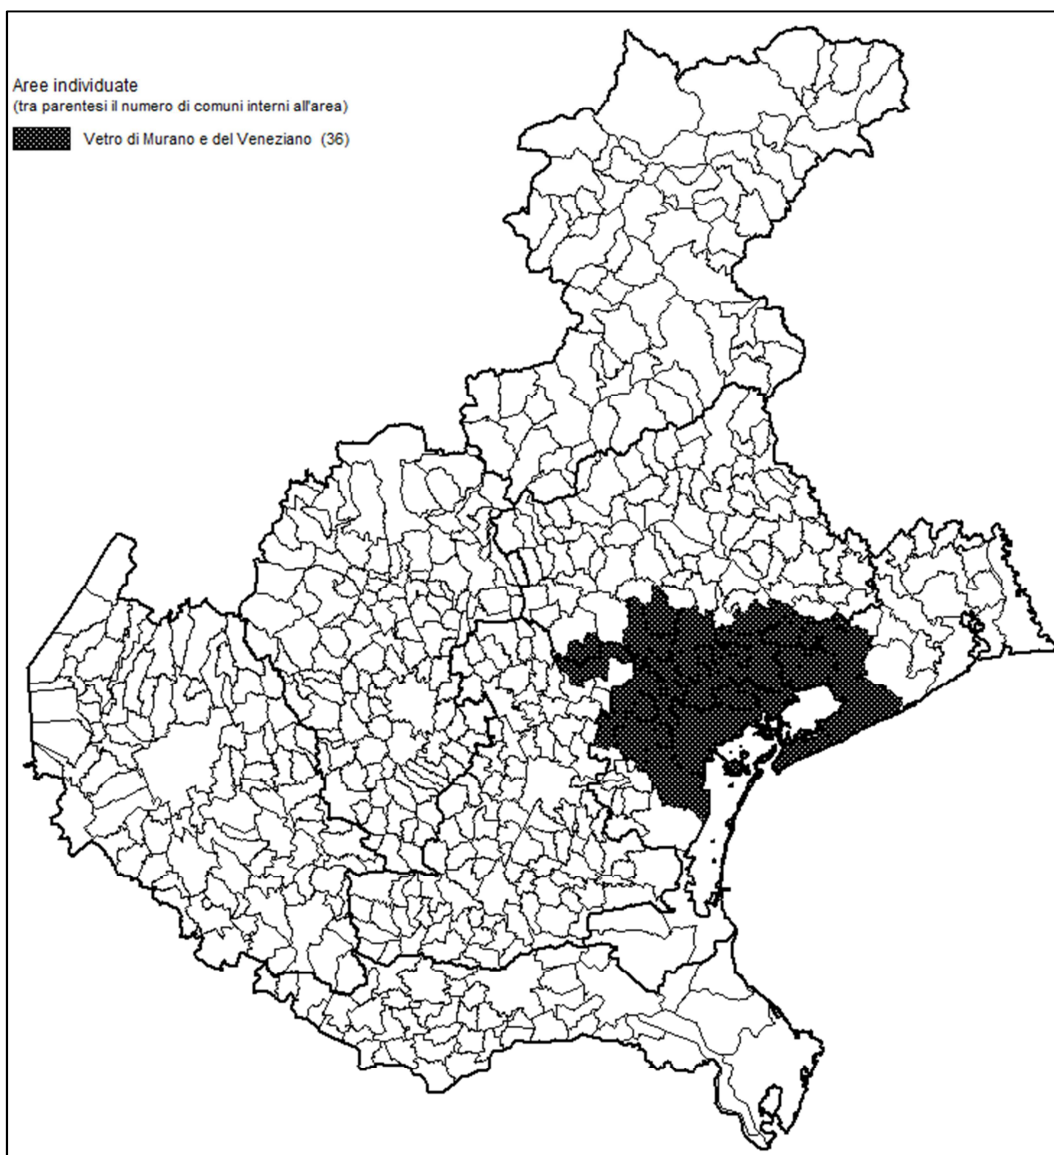 Aree individuate
(tra parentesi il numero di comuni interni all'area)
Vetro di Murano e del Veneziano (36)